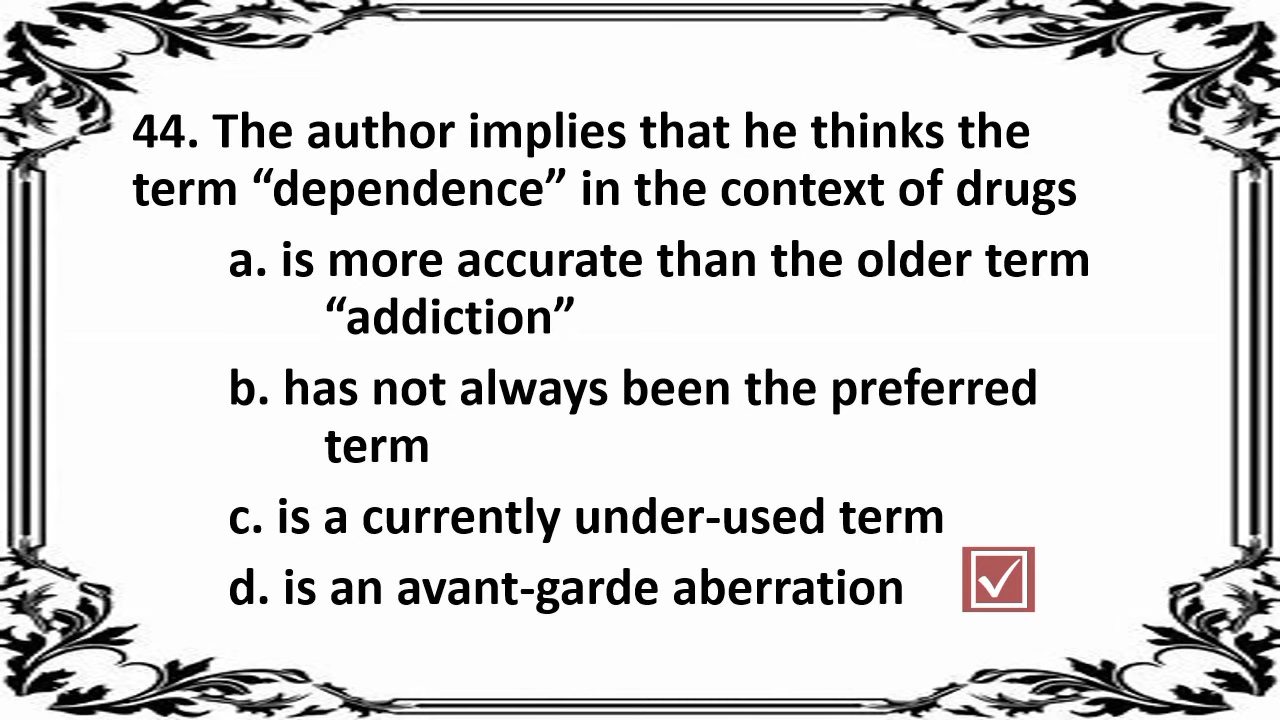 44. The author implies that he thinks the
term “dependence” in the context of drugs
a. is more accurate than the older term
“addiction”
b. has not always been the preferred
term
c. is a currently under-used term
d. is an avant-garde aberration